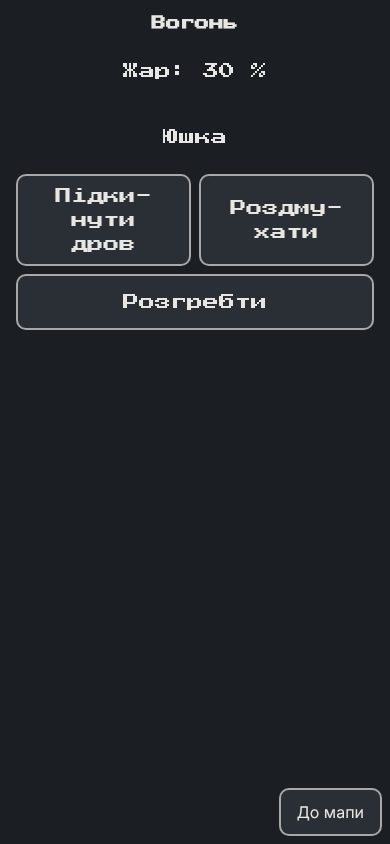 Вогонь
Жар: 30 %
Юшка
Підки-
нути
дров
Роздму-
хати
Розгребти
До мапи